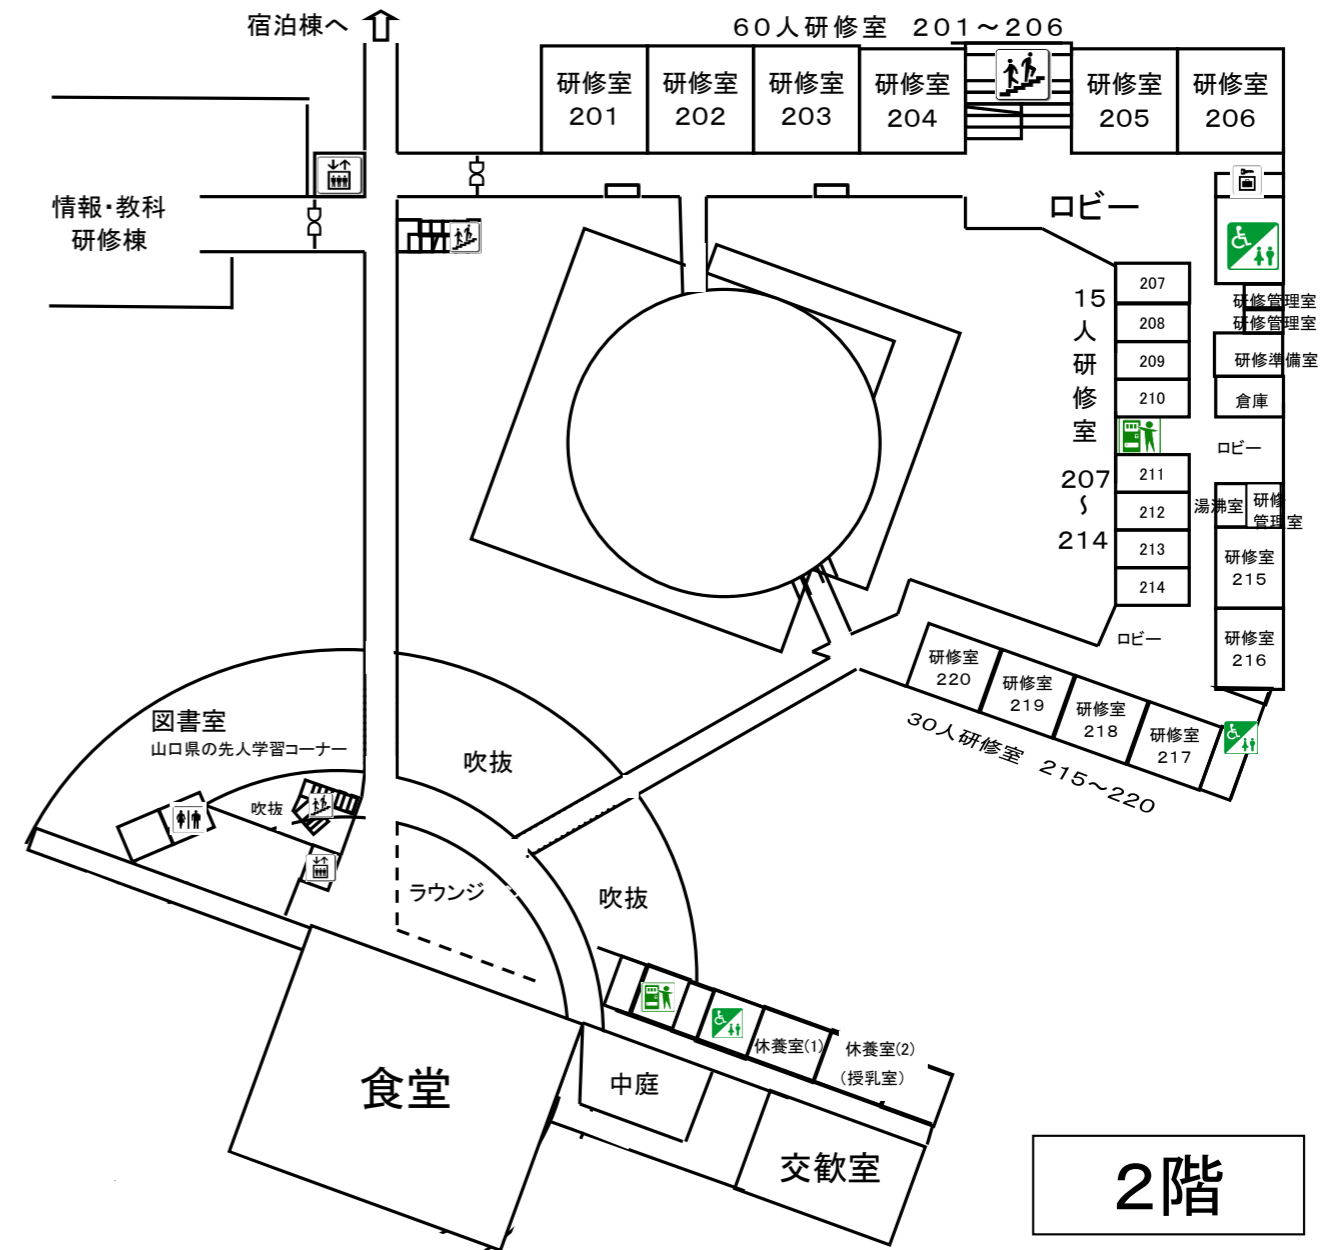 宿泊棟へ
60人研修室 201～206
研修室
201
研修室
202
研修室
203
研修室
204
研修室
205
研修室
206
情報・教科
研修棟
ロビー
15人研修室
207
～
214
207
208
209
210
211
212
213
214
研修管理室
研修管理室
研修準備室
倉庫
ロビー
湯沸室
研修
管理室
研修室
215
研修室
216
ロビー
研修室
220
研修室
219
研修室
218
研修室
217
30人研修室 215～220
図書室
山口県の先人学習コーナー
吹抜
吹抜
ラウンジ
吹抜
休養室(1)
休養室(2)
(授乳室)
食堂
中庭
交歓室
2階